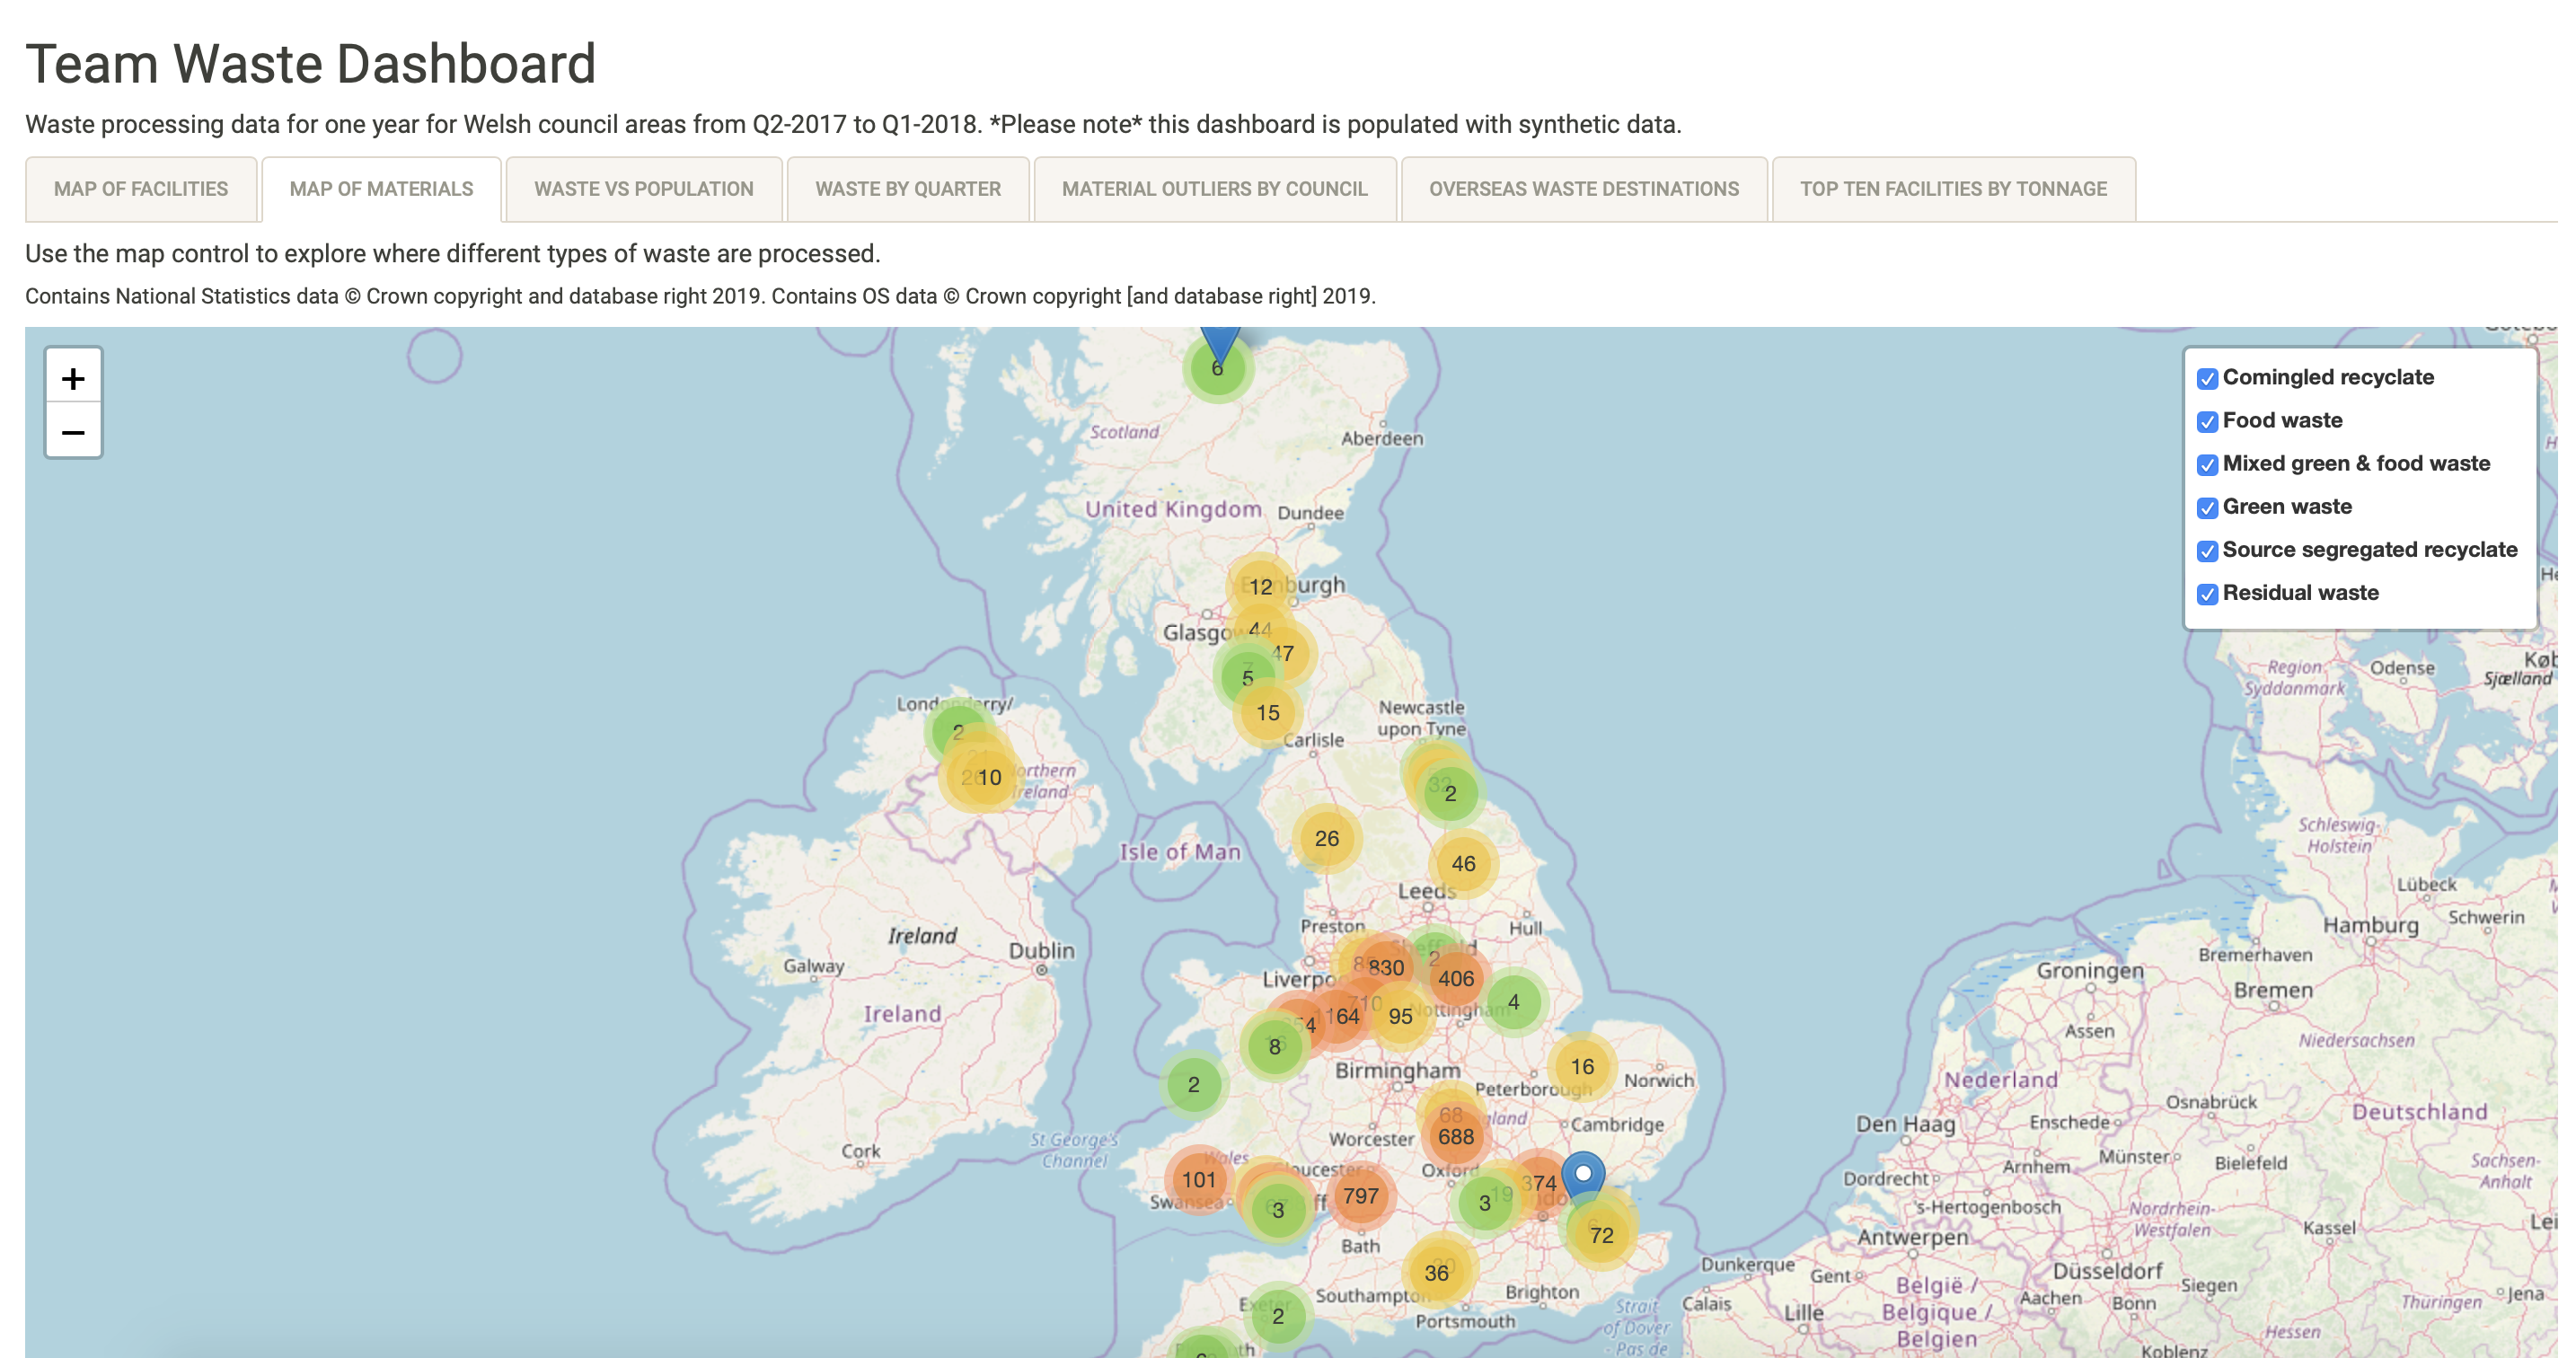 Team Waste Dashboard
Waste processing data for one year for Welsh council areas from Q2-2017 to Q1-2018. *Please note* this dashboard is populated with synthetic data.
MAP OF FACILITIES
MAP OF MATERIALS
WASTE VS POPULATION
WASTE BY QUARTER
MATERIAL OUTLIERS BY COUNCIL
OVERSEAS WASTE DESTINATIONS
TOP TEN FACILITIES BY TONNAGE
Use the map control to explore where different types of waste are processed.
Contains National Statistics data © Crown copyright and database right 2019. Contains OS data © Crown copyright [and database right] 2019.
+
−
Comingled recyclate
Food waste
Mixed green & food waste
Green waste
Source segregated recyclate
Residual waste
6
Scotland
Aberdeen
United Kingdom
Dundee
12
44
47
5
15
Newcastle
upon Tyne
Carlisle
2
10
2
Isle of Man
26
46
Leeds
Preston
Hull
Ireland
Dublin
Galway
830
2
406
4
Ireland
1164
95
8
2
Birmingham
16
Peterborough
Norwich
68
688
Cambridge
Worcester
St George's
Channel
Cork
Wales
101
Swansea
3
797
Oxford
3
19
374
72
Bath
36
Southampton
Brighton
Portsmouth
2
Strait
of Dover
- Pas de
Region
Syddanmark
Odense
Sjælland
Schleswig-
Holstein
Lübeck
Hamburg
Schwerin
Bremerhaven
Groningen
Bremen
Assen
Niedersachsen
Nederland
Osnabrück
Deutschland
Den Haag
Enschede
Arnhem
Münster
Bielefeld
Dordrecht
Sachsen-
Anhalt
's-Hertogenbosch
Nordrhein-
Westfalen
Kassel
Antwerpen
Dunkerque
Gent
Düsseldorf
Siegen
Calais
Lille
België /
Belgique /
Belgien
Aachen
Bonn
Thüringen
Jena
Hessen
Koblenz